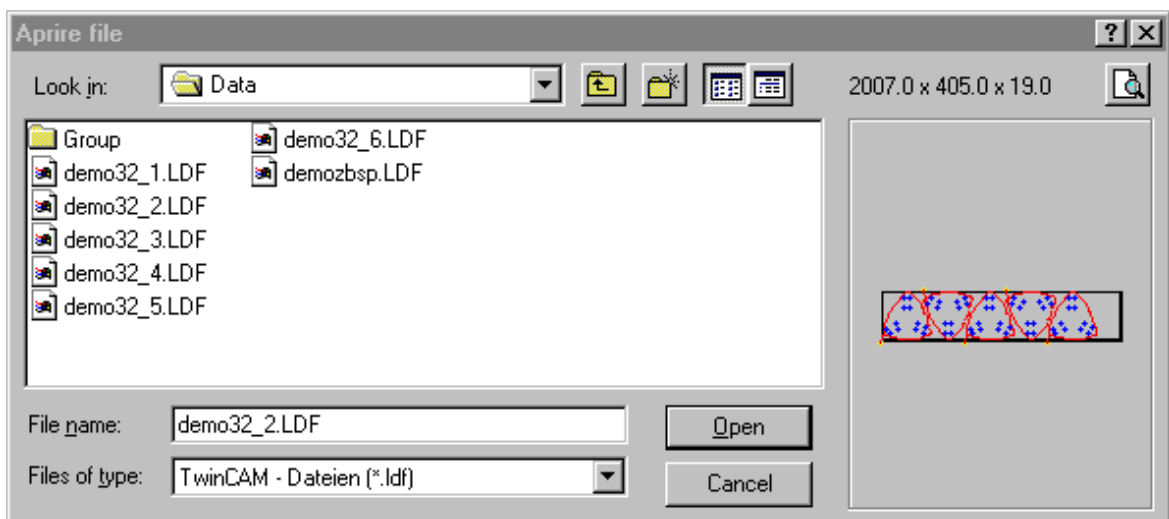 Aprire file
Look in: Data 2007.0 x 405.0 x 19.0
Group
demo32_1.LDF
demo32_2.LDF
demo32_3.LDF
demo32_4.LDF
demo32_5.LDF
demo32_6.LDF
demozbsp.LDF
File name: demo32_2.LDF Open
Files of type: TwinCAM - Dateien (*.ldf) Cancel